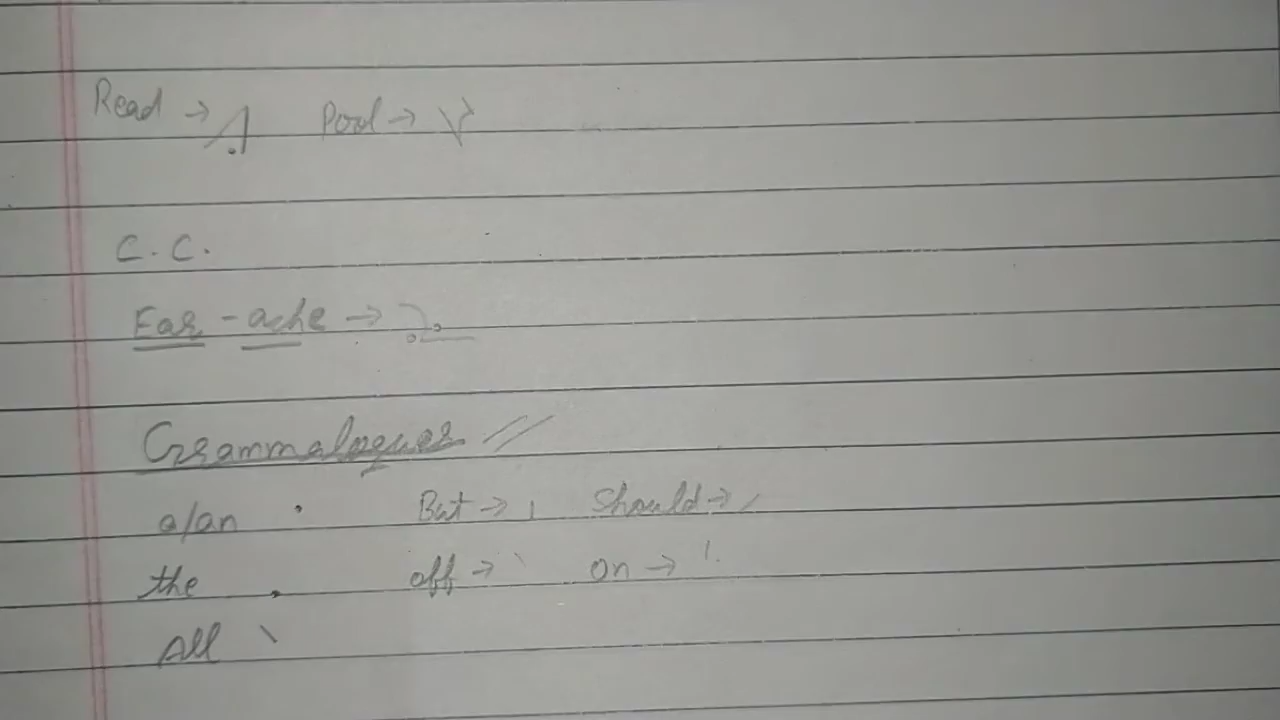 Read → Pool →
C.C.
Ear - ache →
Grammalogues //
a/an . But → Should →
the . off → on →
All \